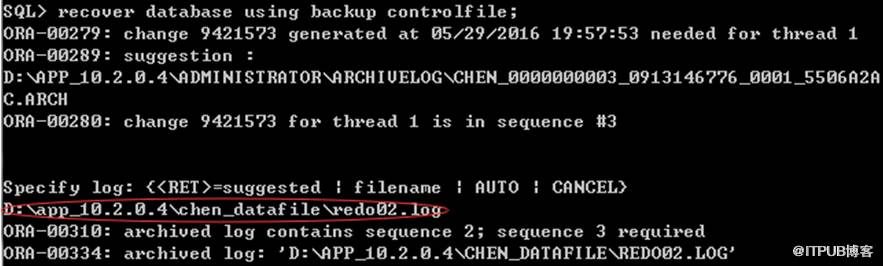 SQL> recover database using backup controlfile;
ORA-00279: change 9421573 generated at 05/29/2016 19:57:53 needed for thread 1
ORA-00289: suggestion :
D:\APP_10.2.0.4\ADMINISTRATOR\ARCHIVELOG\CHEN_0000000003_0913146776_0001_5506A2A
C.ARCH
ORA-00280: change 9421573 for thread 1 is in sequence #3
Specify log: {<RET>=suggested | filename | AUTO | CANCEL}
D:\app_10.2.0.4\chen_datafile\redo02.log
ORA-00310: archived log contains sequence 2; sequence 3 required
ORA-00334: archived log: 'D:\APP_10.2.0.4\CHEN_DATAFILE\REDO02.LOG'
@ITPUB博客